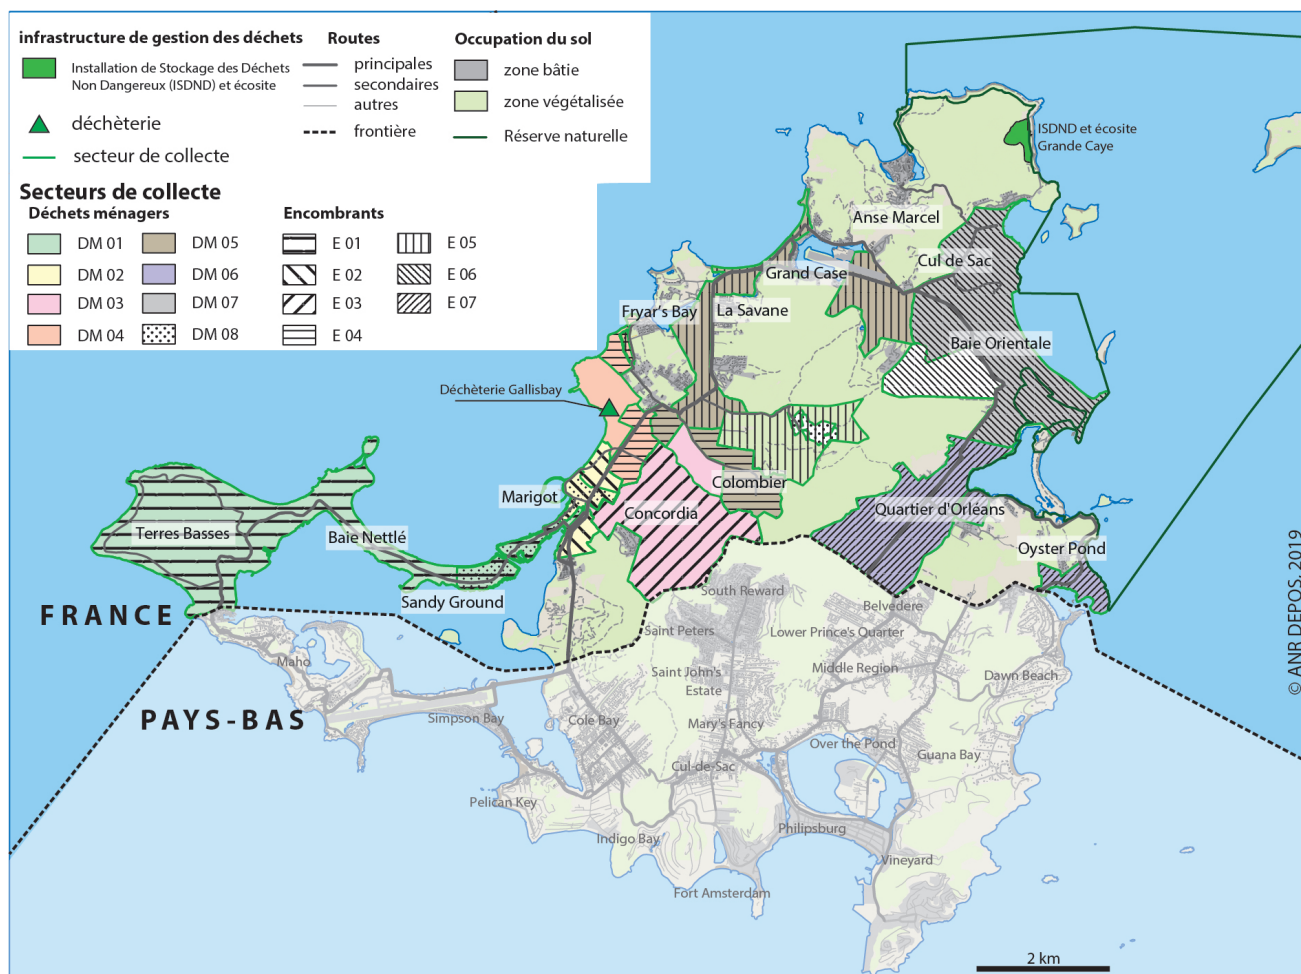 infrastructure de gestion des déchets
Installation de Stockage des Déchets
Non Dangereux (ISDND) et écosite
déchèterie
secteur de collecte
Routes
principales
secondaires
autres
frontière
Occupation du sol
zone bâtie
zone végétalisée
Réserve naturelle
Secteurs de collecte
Déchets ménagers
DM 01
DM 02
DM 03
DM 04
DM 05
DM 06
DM 07
DM 08
Encombrants
E 01
E 02
E 03
E 04
E 05
E 06
E 07
ISDND et écosite
Grande Caye
Anse Marcel
Cul de Sac
Grand Case
Fryar's Bay
La Savane
Baie Orientale
Déchèterie Gallisbay
Colombier
Marigot
Concordia
Quartier d'Orléans
Terres Basses
Baie Nettlé
Oyster Pond
Sandy Ground
FRANCE
PAYS-BAS
South Reward
Belvedere
Saint Peters
Lower Prince's Quarter
Maho
Saint John's
Estate
Middle Region
Dawn Beach
Simpson Bay
Cole Bay
Mary's Fancy
Over the Pond
Guana Bay
Cul-de-Sac
Pelican Key
Indigo Bay
Philipsburg
Vineyard
Fort Amsterdam
2 km
© ANR DEPOS, 2019